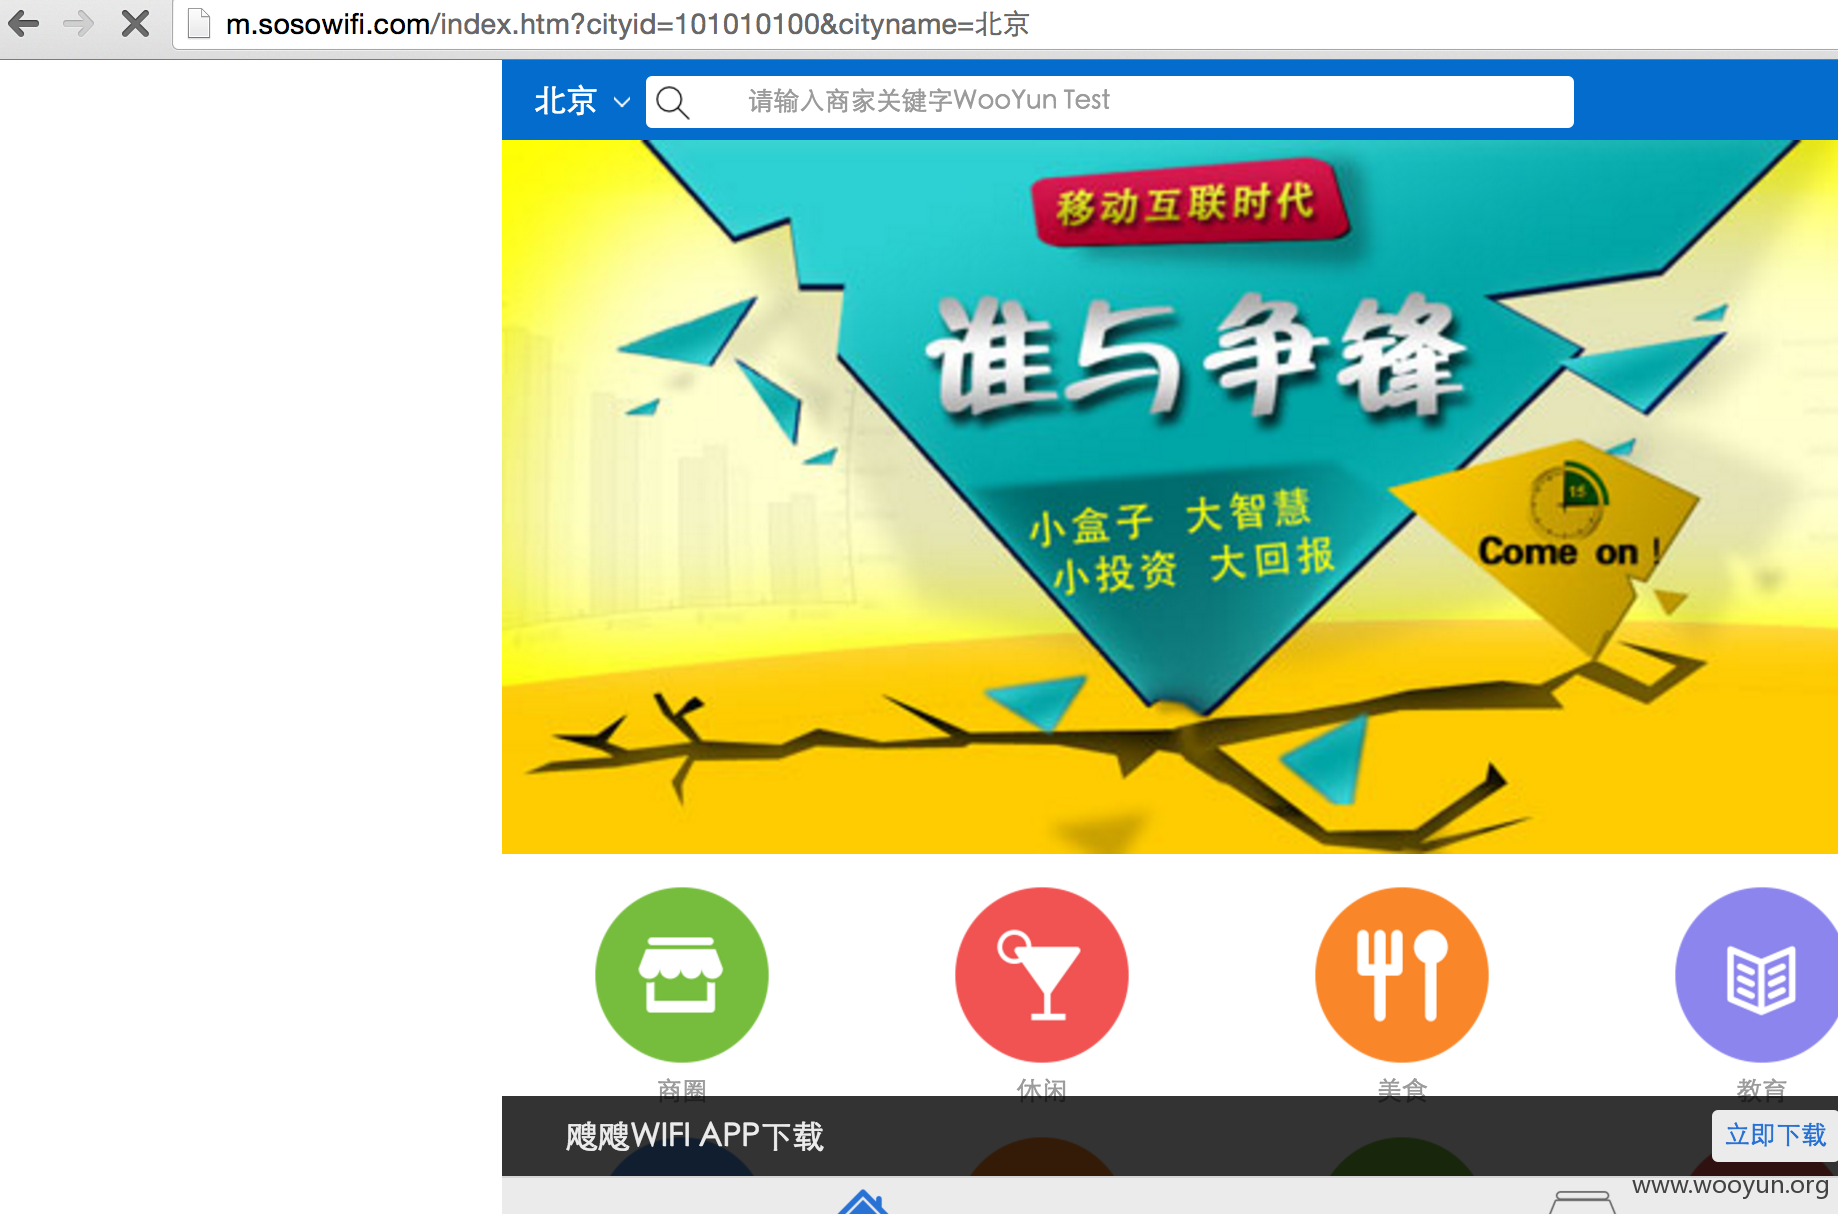 m.sosowifi.com/index.htm?cityid=101010100&cityname=北京
北京
请输入商家关键字WooYun Test
移动互联时代
谁与争锋
小盒子 大智慧
小投资 大回报
15
Come on !
商圈
休闲
美食
教育
飕飕WIFI APP下载
立即下载
www.wooyun.org